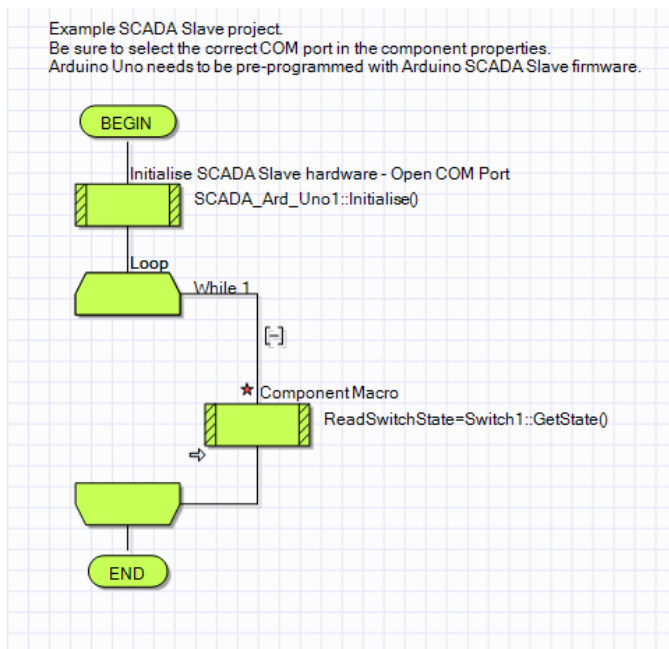 Example SCADA Slave project.
Be sure to select the correct COM port in the component properties.
Arduino Uno needs to be pre-programmed with Arduino SCADA Slave firmware.
BEGIN
Initialise SCADA Slave hardware - Open COM Port
SCADA_Ard_Uno1::Initialise()
Loop
While 1
[-]
Component Macro
ReadSwitchState=Switch1::GetState()
END